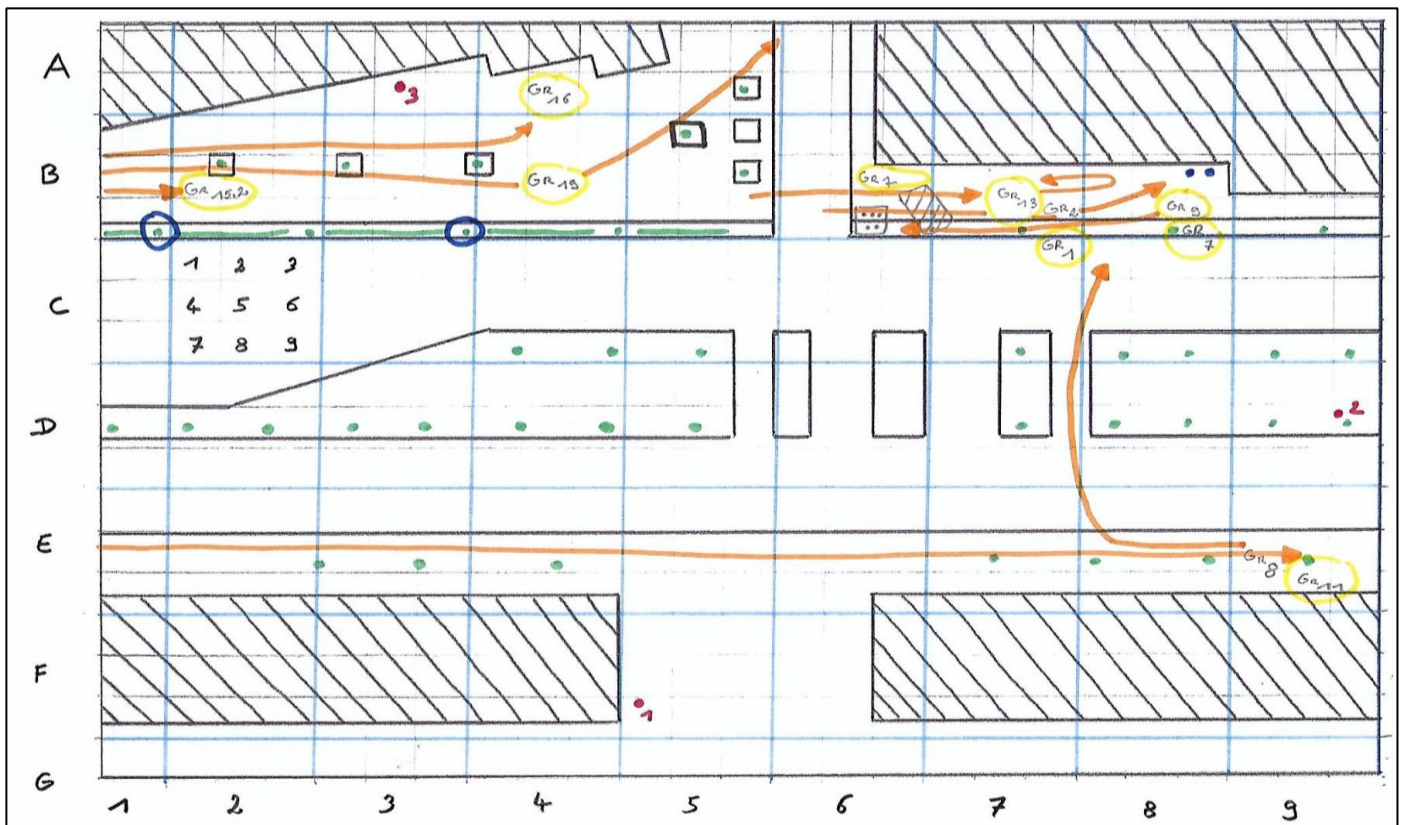 A
3
GR 16
B
GR 15.2
GR 19
GR 7
GR 13
GR 2
GR 9
GR 1
GR 7
1 2 3
4 5 6
7 8 9
C
D
2
E
GR 8
GR 11
F
1
G
1 2 3 4 5 6 7 8 9